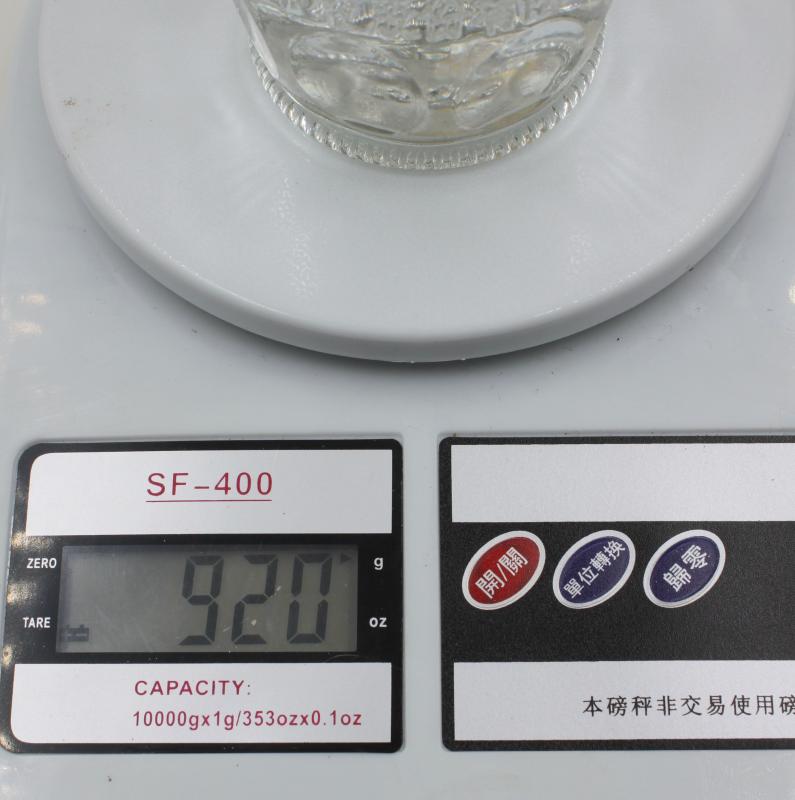 SF-400
ZERO
g
920
TARE
oz
CAPACITY:
10000gx1g/353ozx0.1oz
開/關
單位轉換
歸零
本磅秤非交易使用磅